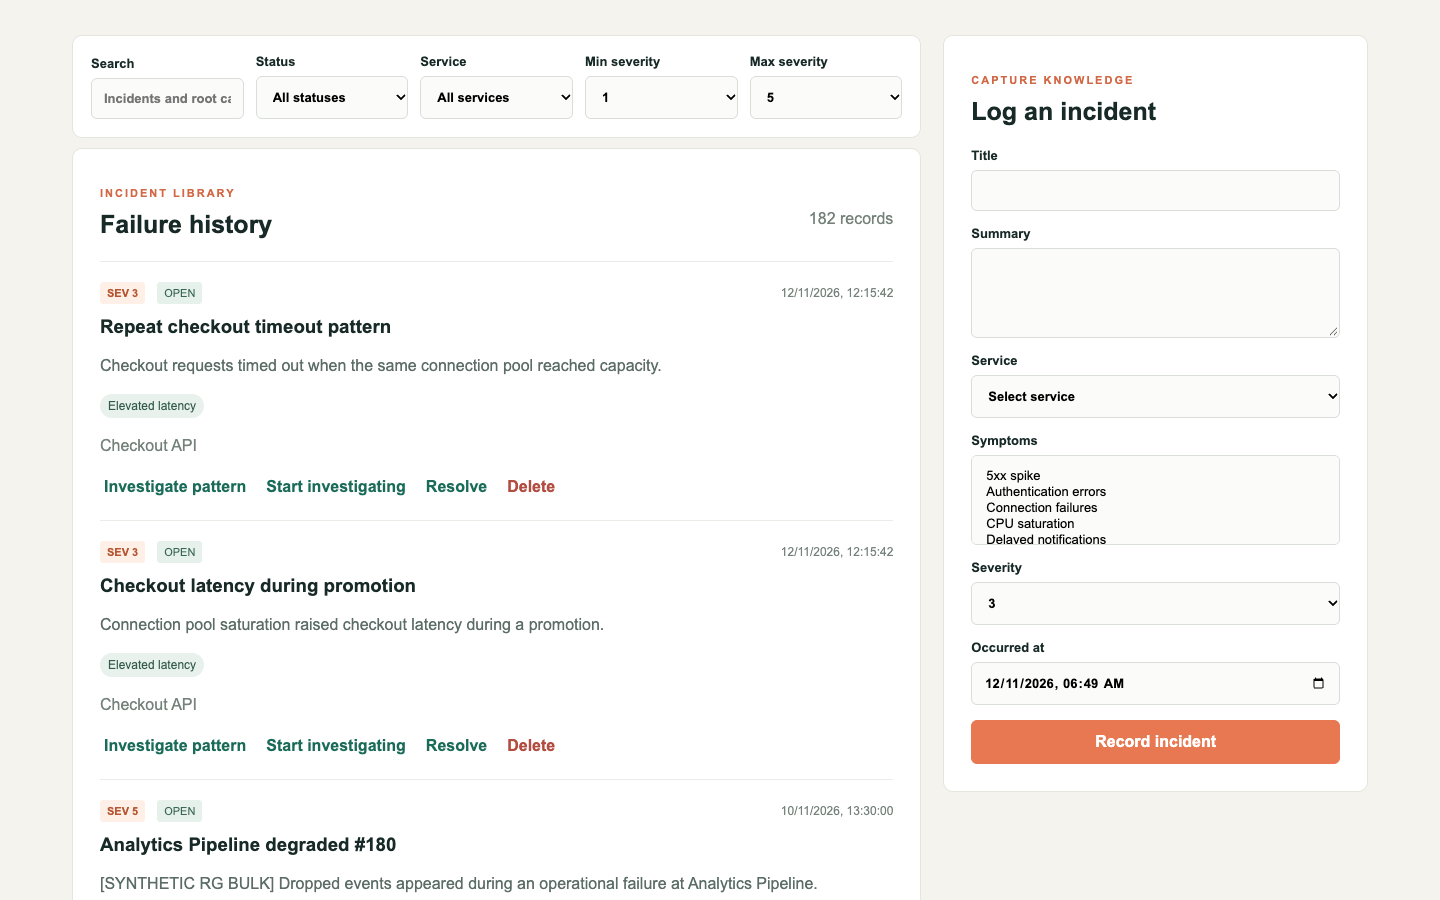 Search
Incidents and root ca
Status
All statuses
Service
All services
Min severity
1
Max severity
5
INCIDENT LIBRARY
Failure history
182 records
SEV 3
OPEN
12/11/2026, 12:15:42
Repeat checkout timeout pattern
Checkout requests timed out when the same connection pool reached capacity.
Elevated latency
Checkout API
Investigate pattern Start investigating Resolve Delete
SEV 3
OPEN
12/11/2026, 12:15:42
Checkout latency during promotion
Connection pool saturation raised checkout latency during a promotion.
Elevated latency
Checkout API
Investigate pattern Start investigating Resolve Delete
SEV 5
OPEN
10/11/2026, 13:30:00
Analytics Pipeline degraded #180
[SYNTHETIC RG BULK] Dropped events appeared during an operational failure at Analytics Pipeline.
CAPTURE KNOWLEDGE
Log an incident
Title
Summary
Service
Select service
Symptoms
5xx spike
Authentication errors
Connection failures
CPU saturation
Delayed notifications
Severity
3
Occurred at
12/11/2026, 06:49 AM
Record incident